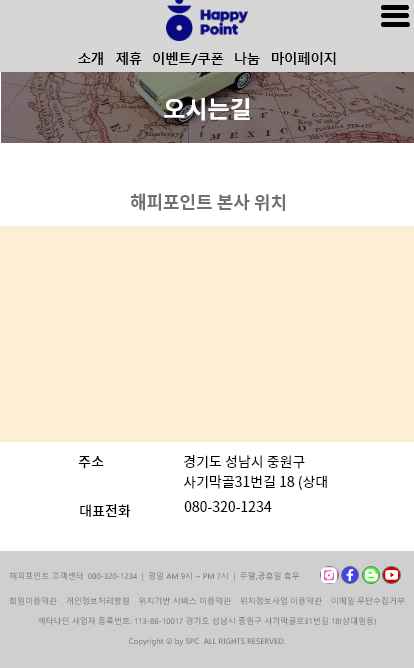 Happy
Point
소개 제휴 이벤트/쿠폰 나눔 마이페이지
오시는길
MEXICO
해피포인트 본사 위치
주소 경기도 성남시 중원구
사기막골31번길 18 (상대
대표전화 080-320-1234
해피포인트 고객센터 080-320-1234 | 평일 AM 9시 ~ PM 7시 | 주말,공휴일 휴무
회원이용약관 개인정보처리방침 위치기반 서비스 이용약관 위치정보사업 이용약관 이메일 무단수집거부
섹타나인 사업자 등록번호. 113-86-10017 경기도 성남시 중원구 사기막골로31번길 18(상대원동)
Copyright © by SPC ALL RIGHTS RESERVED.